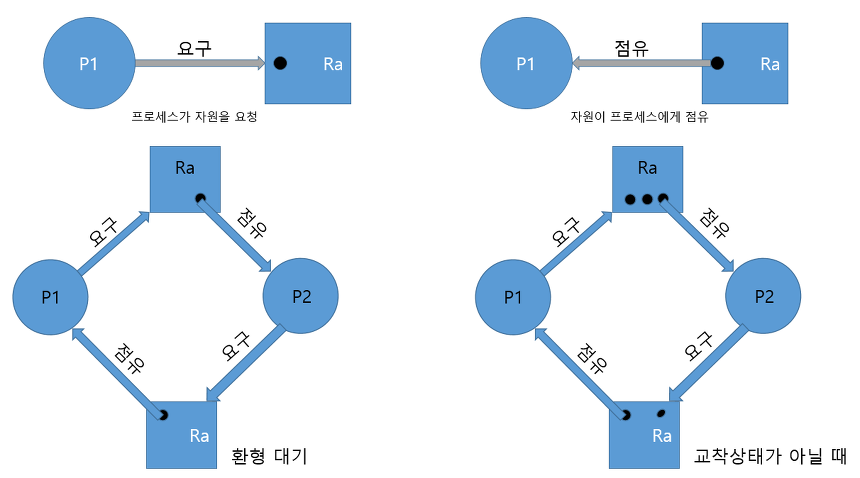 P1
요구
Ra
프로세스가 자원을 요청
P1
점유
Ra
자원이 프로세스에게 점유
Ra
요구
점유
P1
P2
점유
요구
Ra
환형 대기
Ra
요구
점유
P1
P2
점유
요구
Ra
교착상태가 아닐 때